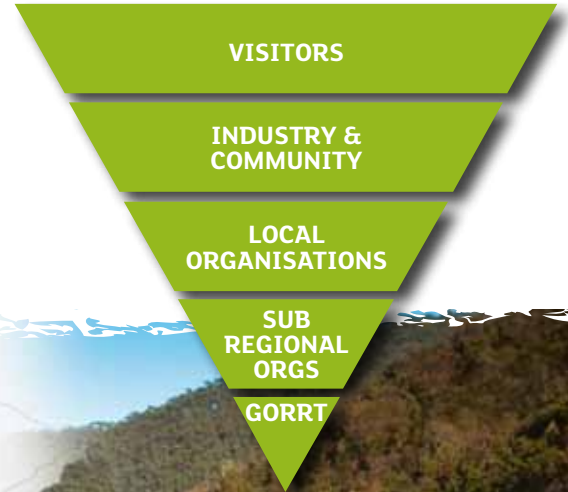 VISITORS
INDUSTRY &
COMMUNITY
LOCAL
ORGANISATIONS
SUB
REGIONAL
ORGS
GORRT